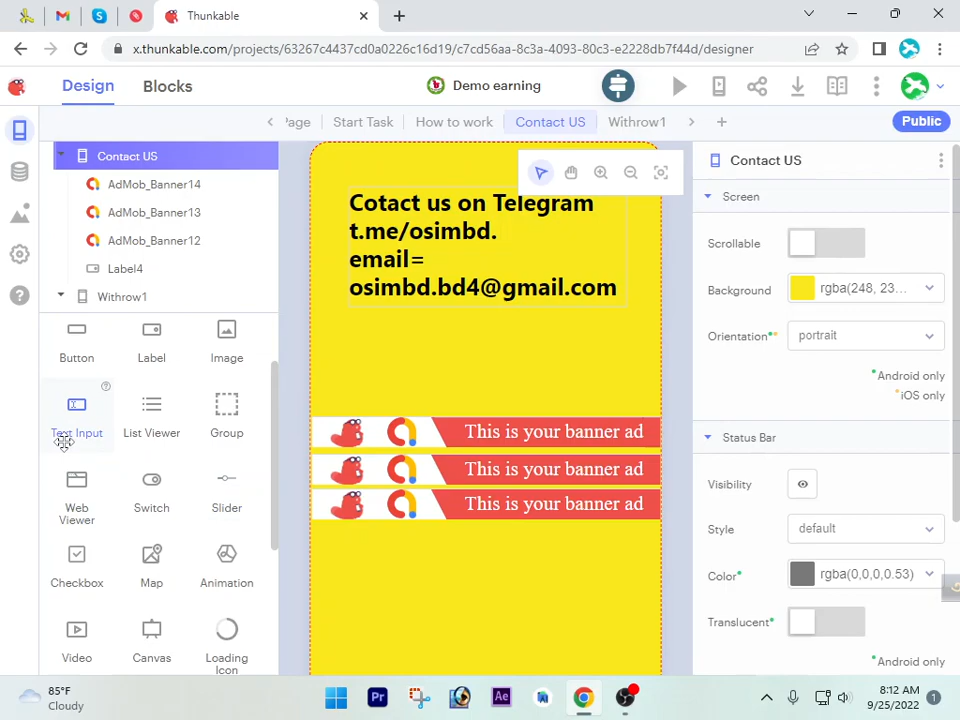 Thunkable
x.thunkable.com/projects/63267c4437cd0a0226c16d19/c7cd56aa-8c3a-4093-80c3-e2228db7f44d/designer
Design
Blocks
Demo earning
Page
Start Task
How to work
Contact US
Withrow1
Public
Contact US
AdMob_Banner14
AdMob_Banner13
AdMob_Banner12
Label4
Withrow1
Button
Label
Image
Text Input
List Viewer
Group
Web
Viewer
Switch
Slider
Checkbox
Map
Animation
Video
Canvas
Loading
Icon
Cotact us on Telegram
t.me/osimbd.
email=
osimbd.bd4@gmail.com
This is your banner ad
This is your banner ad
This is your banner ad
Contact US
Screen
Scrollable
Background
rgba(248, 23...
Orientation
portrait
Android only
iOS only
Status Bar
Visibility
Style
default
Color
rgba(0,0,0,0.53)
Translucent
Android only
85°F
Cloudy
Pr
Ae
8:12 AM
9/25/2022
1